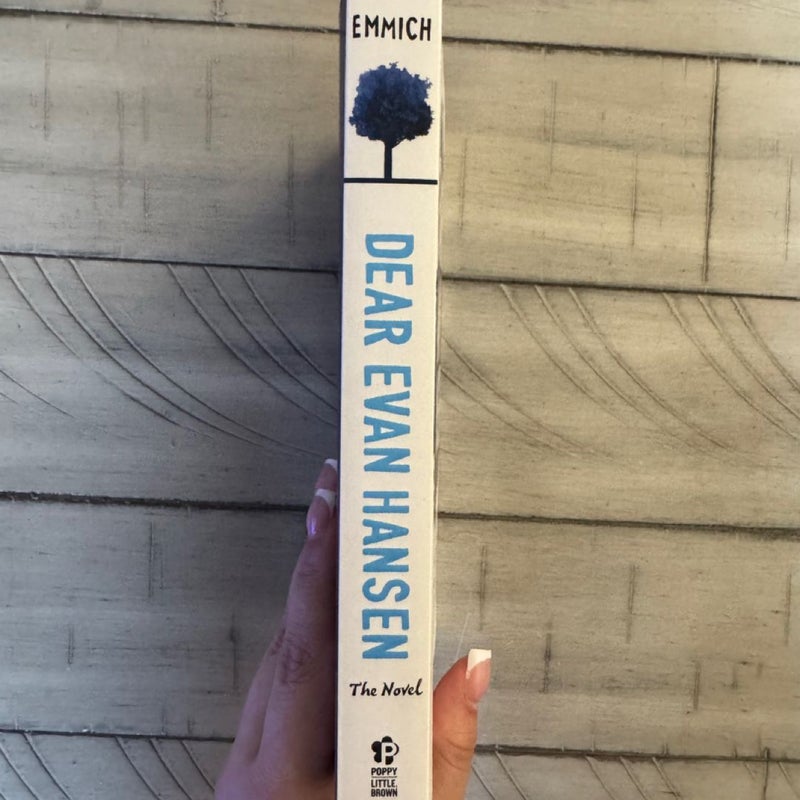 EMMICH
DEAR EVAN HANSEN
The Novel
P
POPPY
LITTLE,
BROWN